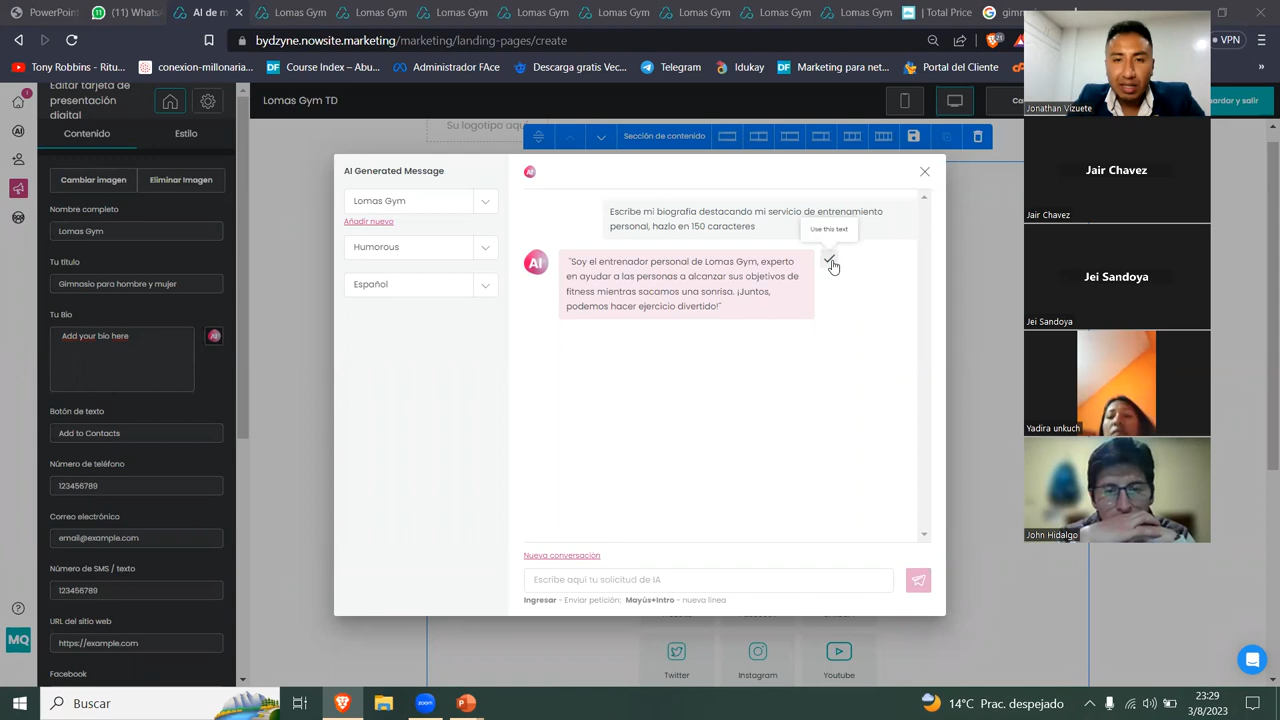 PowerPoint
(11) WhatsA
AI de m
Lomas Gym
Lomas Gym
Lomas Gym
Lomas Gym
Lomas Gym
Lomas Gym
Lomas Gym
Lomas Gym
Total Price
bydzyne.nowsite.marketing/marketing/landing-pages/create
21
VPN
Tony Robbins - Ritu...
conexion-millonaria...
Course Index - Abu...
Marketing para FAce
Descarga gratis Vec...
Telegram
Idukay
Marketing para el...
Portal del Cliente
Editar tarjeta de
presentación
digital
Lomas Gym TD
Contenido
Estilo
Cambiar imagen
Eliminar Imagen
Nombre completo
Lomas Gym
Tu título
Gimnasio para hombre y mujer
Tu Bio
Add your bio here
AI
Botón de texto
Add to Contacts
Número de teléfono
123456789
Correo electrónico
email@example.com
Número de SMS / texto
123456789
URL del sitio web
https://example.com
Facebook
MQ
Su logotipo aquí
Sección de contenido
AI Generated Message
Lomas Gym
Añadir nuevo
Humorous
Español
AI
Escribe mi biografía destacando mi servicio de entrenamiento
personal, hazlo en 150 caracteres
Use this text
AI
"Soy el entrenador personal de Lomas Gym, experto
en ayudar a las personas a alcanzar sus objetivos de
fitness mientras sacamos una sonrisa. ¡Juntos,
podemos hacer ejercicio divertido!"
Nueva conversación
Escribe aquí tu solicitud de IA
Ingresar - Enviar petición; Mayús+Intro - nueva línea
Twitter
Instagram
Youtube
Jonathan Vizuete
Jair Chavez
Jair Chavez
Jei Sandoya
Jei Sandoya
Yadira unkuch
John Hidalgo
Buscar
14°C Prac. despejado
23:29
3/8/2023